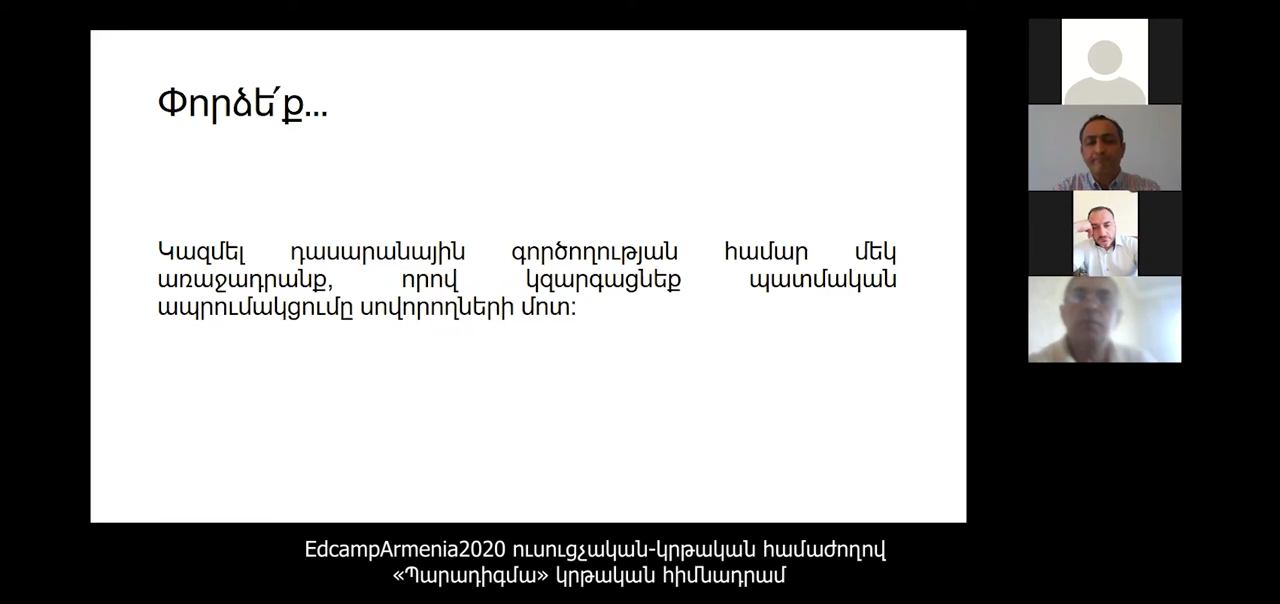 Փորձե՛ք...
Կազմել դասարանային գործողության համար մեկ
առաջադրանք, որով կզարգացնեք պատմական
ապրումակցումը սովորողների մոտ:
EdcampArmenia2020 ուսուցչական-կրթական համաժողով
«Պարադիգմա» կրթական հիմնադրամ